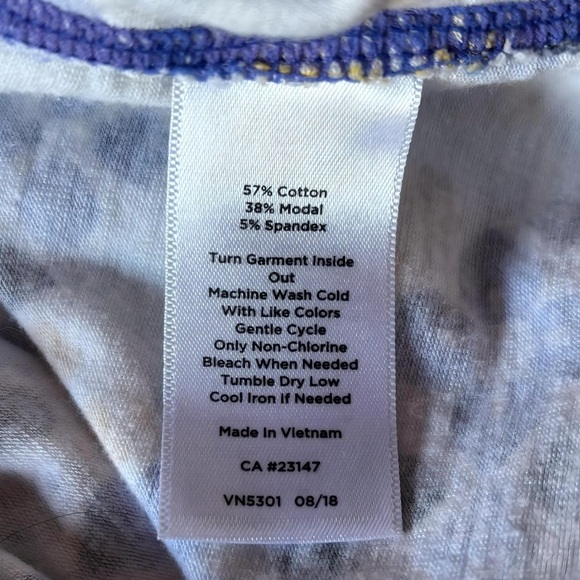 57% Cotton
38% Modal
5% Spandex
Turn Garment Inside
Out
Machine Wash Cold
With Like Colors
Gentle Cycle
Only Non-Chlorine
Bleach When Needed
Tumble Dry Low
Cool Iron if Needed
Made In Vietnam
CA #23147
VN5301 08/18